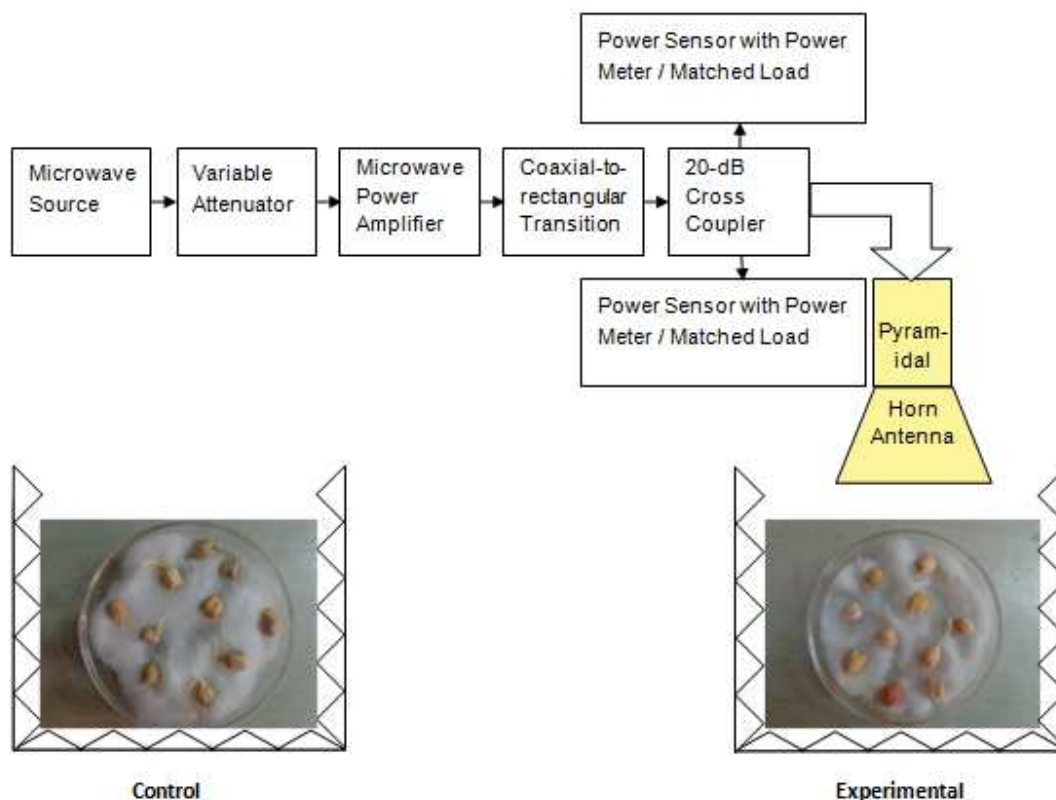 Power Sensor with Power
Meter / Matched Load
Microwave
Source
Variable
Attenuator
Microwave
Power
Amplifier
Coaxial-to-
rectangular
Transition
20-dB
Cross
Coupler
Power Sensor with Power
Meter / Matched Load
Pyram-
idal
Horn
Antenna
Control
Experimental